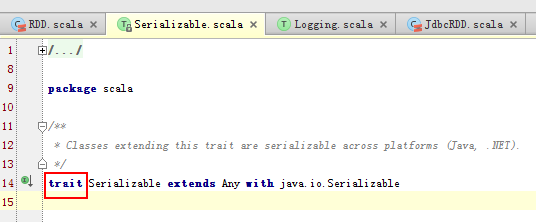 RDD.scala × Serializable.scala × Logging.scala × JdbcRDD.scala ×
1 /.../
8
9 package scala
10
11 /**
12 * Classes extending this trait are serializable across platforms (Java, .NET).
13 */
14 trait Serializable extends Any with java.io.Serializable
15